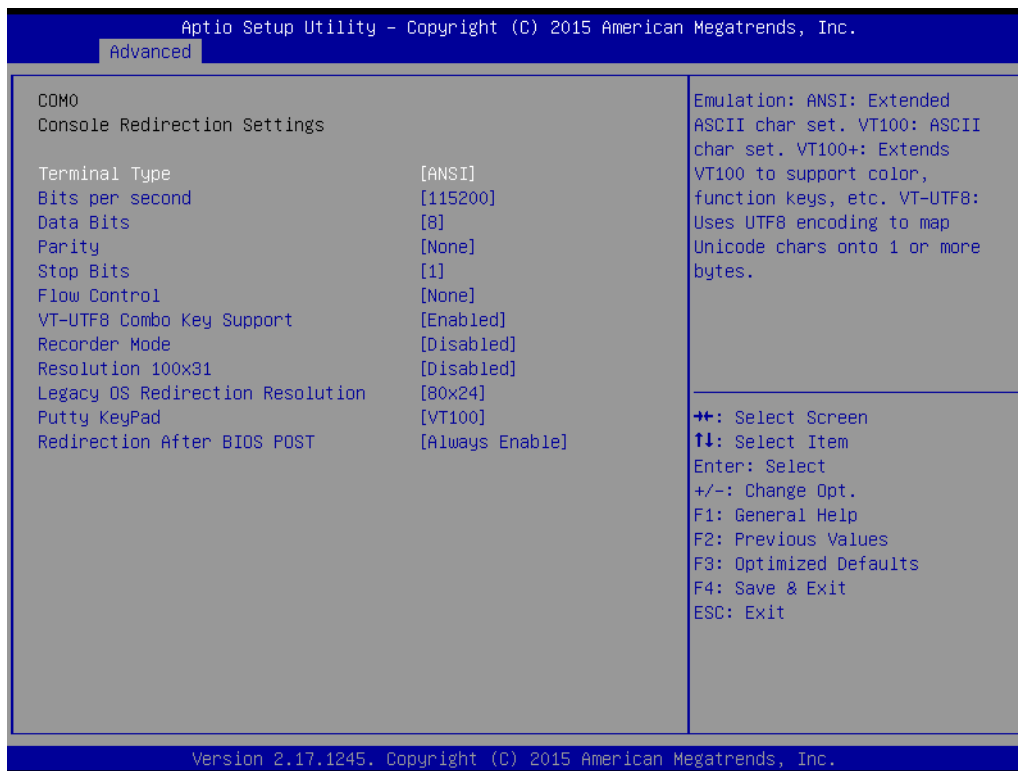 Aptio Setup Utility – Copyright (C) 2015 American Megatrends, Inc.
Advanced
COM0
Console Redirection Settings
Terminal Type [ANSI]
Bits per second [115200]
Data Bits [8]
Parity [None]
Stop Bits [1]
Flow Control [None]
VT-UTF8 Combo Key Support [Enabled]
Recorder Mode [Disabled]
Resolution 100x31 [Disabled]
Legacy OS Redirection Resolution [80x24]
Putty KeyPad [VT100]
Redirection After BIOS POST [Always Enable]
Emulation: ANSI: Extended
ASCII char set. VT100: ASCII
char set. VT100+: Extends
VT100 to support color,
function keys, etc. VT-UTF8:
Uses UTF8 encoding to map
Unicode chars onto 1 or more
bytes.
→←: Select Screen
↑↓: Select Item
Enter: Select
+/-: Change Opt.
F1: General Help
F2: Previous Values
F3: Optimized Defaults
F4: Save & Exit
ESC: Exit
Version 2.17.1245. Copyright (C) 2015 American Megatrends, Inc.